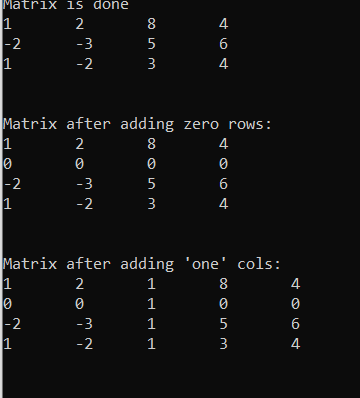 Matrix is done
1 2 8 4
-2 -3 5 6
1 -2 3 4
Matrix after adding zero rows:
1 2 8 4
0 0 0 0
-2 -3 5 6
1 -2 3 4
Matrix after adding 'one' cols:
1 2 1 8 4
0 0 1 0 0
-2 -3 1 5 6
1 -2 1 3 4